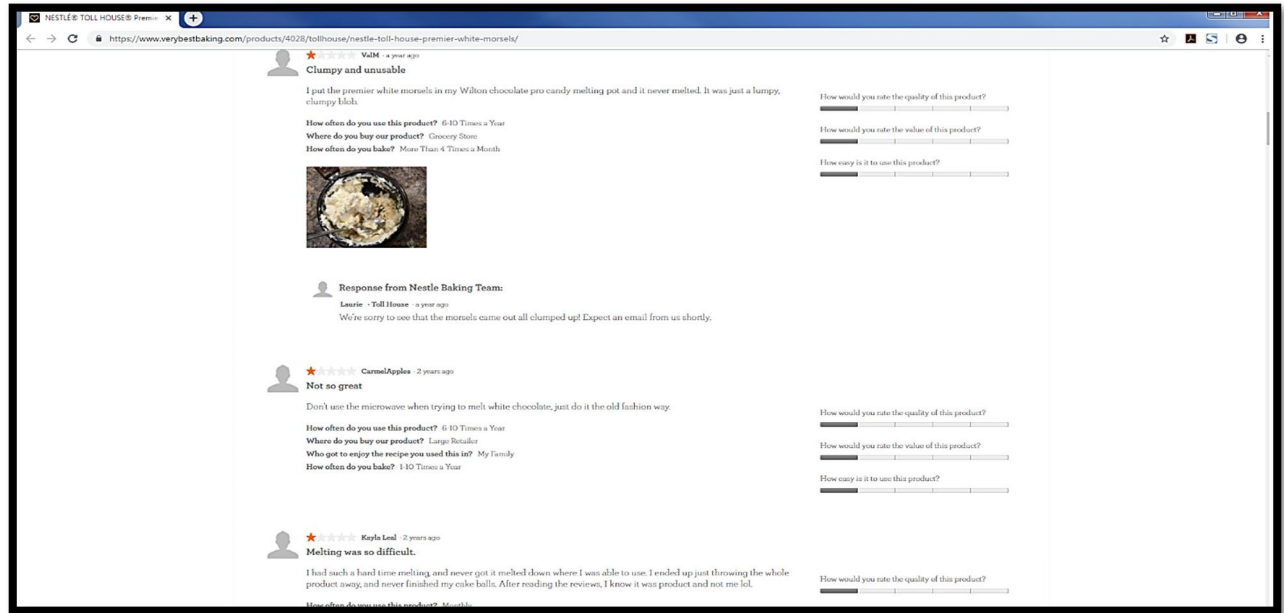 NESTLÉ® TOLL HOUSE® Premie
https://www.verybestbaking.com/products/4028/tollhouse/nestle-toll-house-premier-white-morsels/
ValM · a year ago
Clumpy and unusable
I put the premier white morsels in my Wilton chocolate pro candy melting pot and it never melted. It was just a lumpy,
clumpy blob.
How often do you use this product? 6-10 Times a Year
Where do you buy our product? Grocery Store
How often do you bake? More Than 4 Times a Month
How would you rate the quality of this product?
How would you rate the value of this product?
How easy is it to use this product?
Response from Nestle Baking Team:
Laurie · Toll House · a year ago
We're sorry to see that the morsels came out all clumped up! Expect an email from us shortly.
CarmelApples · 2 years ago
Not so great
Don't use the microwave when trying to melt white chocolate, just do it the old fashion way.
How often do you use this product? 6-10 Times a Year
Where do you buy our product? Large Retailer
Who got to enjoy the recipe you used this in? My Family
How often do you bake? 1-10 Times a Year
How would you rate the quality of this product?
How would you rate the value of this product?
How easy is it to use this product?
Kayla Leal · 2 years ago
Melting was so difficult.
I had such a hard time melting, and never got it melted down where I was able to use. I ended up just throwing the whole
product away, and never finished my cake balls. After reading the reviews, I know it was product and not me lol.
How often do you use this product? Monthly
How would you rate the quality of this product?